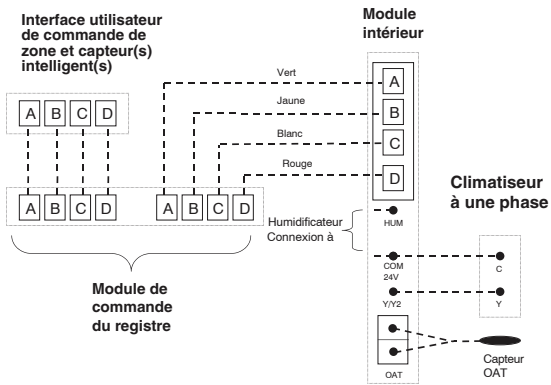 Interface utilisateur
de commande de
zone et capteur(s)
intelligent(s)
A B C D
A B C D
A B C D
Module de
commande
du registre
Vert
Jaune
Blanc
Rouge
Module
intérieur
A
B
C
D
Humidificateur
Connexion à
HUM
COM
24V
Y/Y2
OAT
Climatiseur
à une phase
C
Y
Capteur
OAT